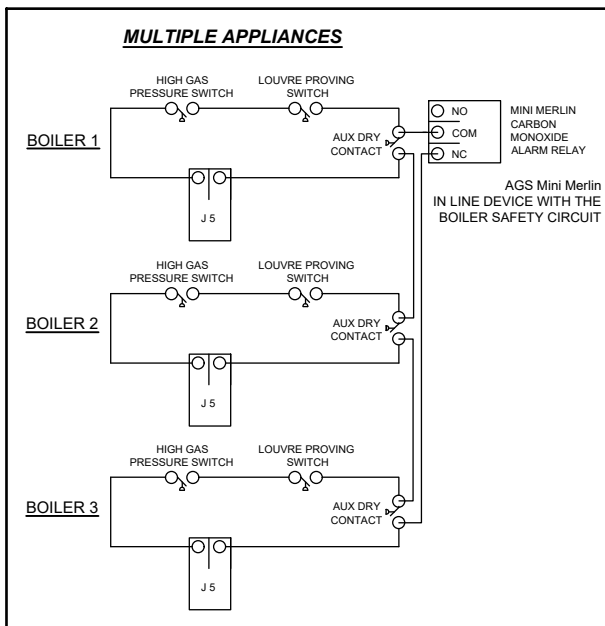 MULTIPLE APPLIANCES
HIGH GAS
PRESSURE SWITCH
LOUVRE PROVING
SWITCH
BOILER 1
AUX DRY
CONTACT
J 5
NO
COM
NC
MINI MERLIN
CARBON
MONOXIDE
ALARM RELAY
AGS Mini Merlin
IN LINE DEVICE WITH THE
BOILER SAFETY CIRCUIT
HIGH GAS
PRESSURE SWITCH
LOUVRE PROVING
SWITCH
BOILER 2
AUX DRY
CONTACT
J 5
HIGH GAS
PRESSURE SWITCH
LOUVRE PROVING
SWITCH
BOILER 3
AUX DRY
CONTACT
J 5